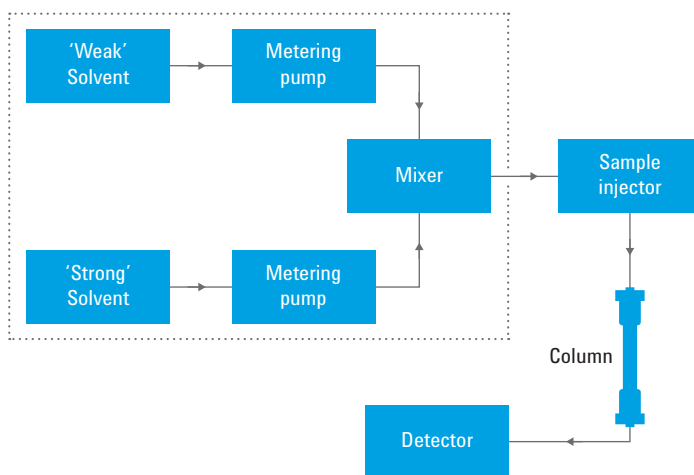 ‘Weak’
Solvent
Metering
pump
Mixer
Sample
injector
‘Strong’
Solvent
Metering
pump
Column
Detector